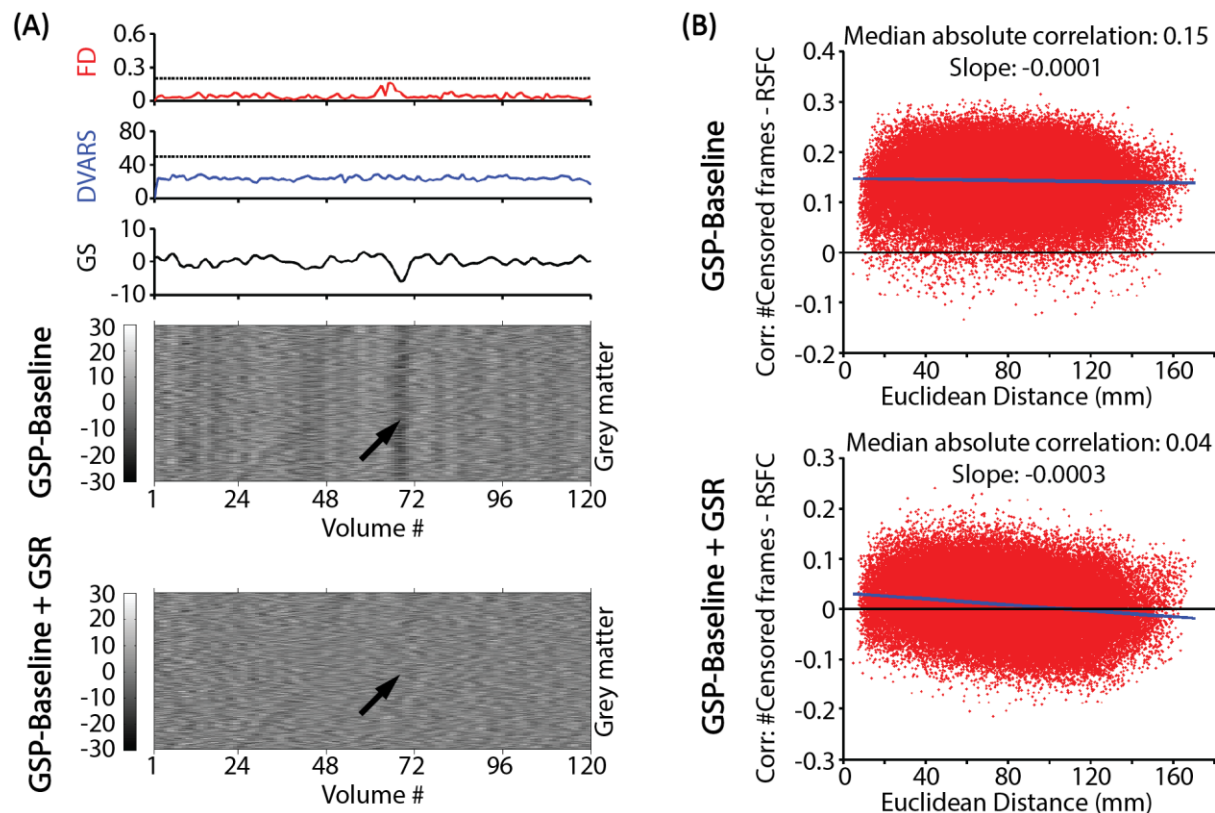 (A)
FD
0.6
0.3
0
DVARS
80
40
0
GS
10
0
-10
GSP-Baseline
30
20
10
0
-10
-20
-30
Grey matter
1 24 48 72 96 120
Volume #
GSP-Baseline + GSR
30
20
10
0
-10
-20
-30
Grey matter
1 24 48 72 96 120
Volume #
(B)
Median absolute correlation: 0.15
Slope: -0.0001
GSP-Baseline
Corr: #Censored frames - RSFC
0.4
0.3
0.2
0.1
0
-0.1
-0.2
0 40 80 120 160
Euclidean Distance (mm)
Median absolute correlation: 0.04
Slope: -0.0003
GSP-Baseline + GSR
Corr: #Censored frames - RSFC
0.3
0.2
0.1
0
-0.1
-0.2
-0.3
0 40 80 120 160
Euclidean Distance (mm)